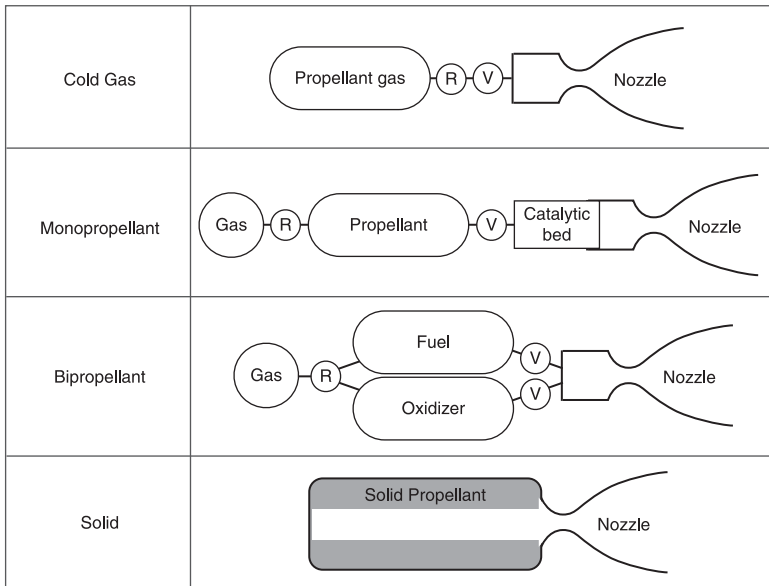 Cold Gas
Propellant gas
R
V
Nozzle
Monopropellant
Gas
R
Propellant
V
Catalytic
bed
Nozzle
Bipropellant
Gas
R
Fuel
Oxidizer
V
V
Nozzle
Solid
Solid Propellant
Nozzle